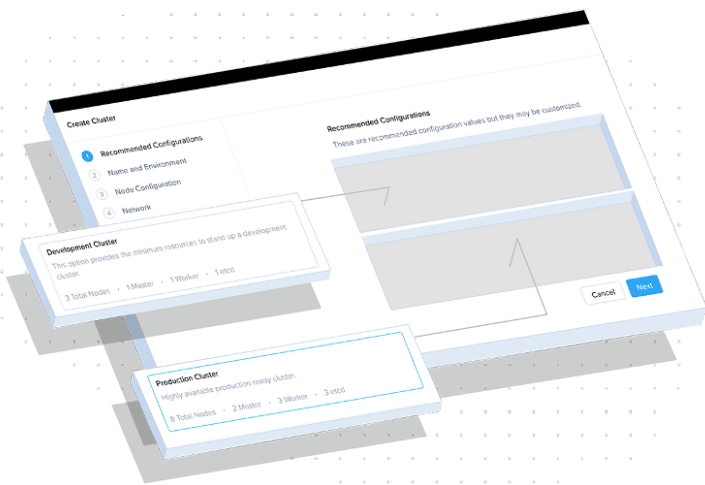 Create Cluster
1 Recommended Configurations
2 Name and Environment
3 Node Configuration
4 Network
Recommended Configurations
These are recommended configuration values but they may be customized.
Development Cluster
This option provides the minimum resources to stand up a development
cluster.
3 Total Nodes • 1 Master • 1 Worker • 1 etcd
Production Cluster
Highly available production ready cluster.
8 Total Nodes • 2 Master • 3 Worker • 3 etcd
Cancel
Next